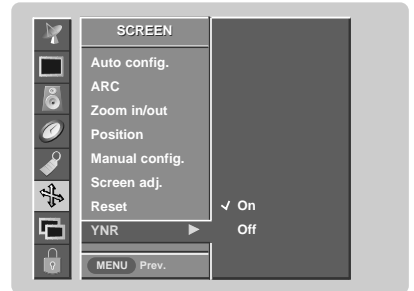 SCREEN
Auto config.
ARC
Zoom in/out
Position
Manual config.
Screen adj.
Reset
YNR
On
Off
MENU Prev.